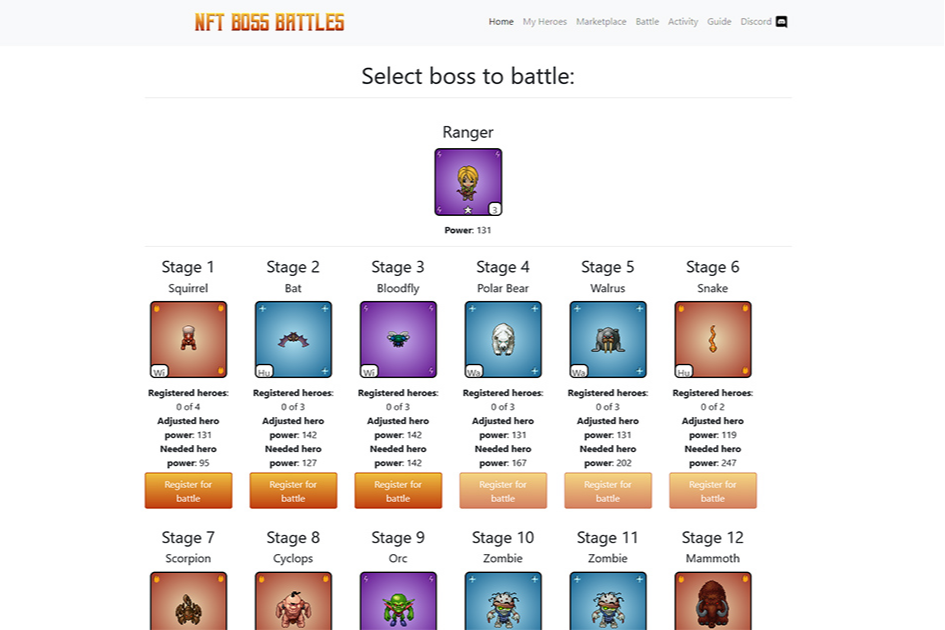 NFT BOSS BATTLES
Home My Heroes Marketplace Battle Activity Guide Discord
Select boss to battle:
Ranger
3
Power: 131
Stage 1 Stage 2 Stage 3 Stage 4 Stage 5 Stage 6
Squirrel Bat Bloodfly Polar Bear Walrus Snake
Wi Hu Wi Wa Wa Hu
Registered heroes: Registered heroes: Registered heroes: Registered heroes: Registered heroes: Registered heroes:
0 of 4 0 of 3 0 of 3 0 of 3 0 of 3 0 of 2
Adjusted hero Adjusted hero Adjusted hero Adjusted hero Adjusted hero Adjusted hero
power: 131 power: 142 power: 142 power: 131 power: 131 power: 119
Needed hero Needed hero Needed hero Needed hero Needed hero Needed hero
power: 95 power: 127 power: 142 power: 167 power: 202 power: 247
Register for Register for Register for Register for Register for Register for
battle battle battle battle battle battle
Stage 7 Stage 8 Stage 9 Stage 10 Stage 11 Stage 12
Scorpion Cyclops Orc Zombie Zombie Mammoth